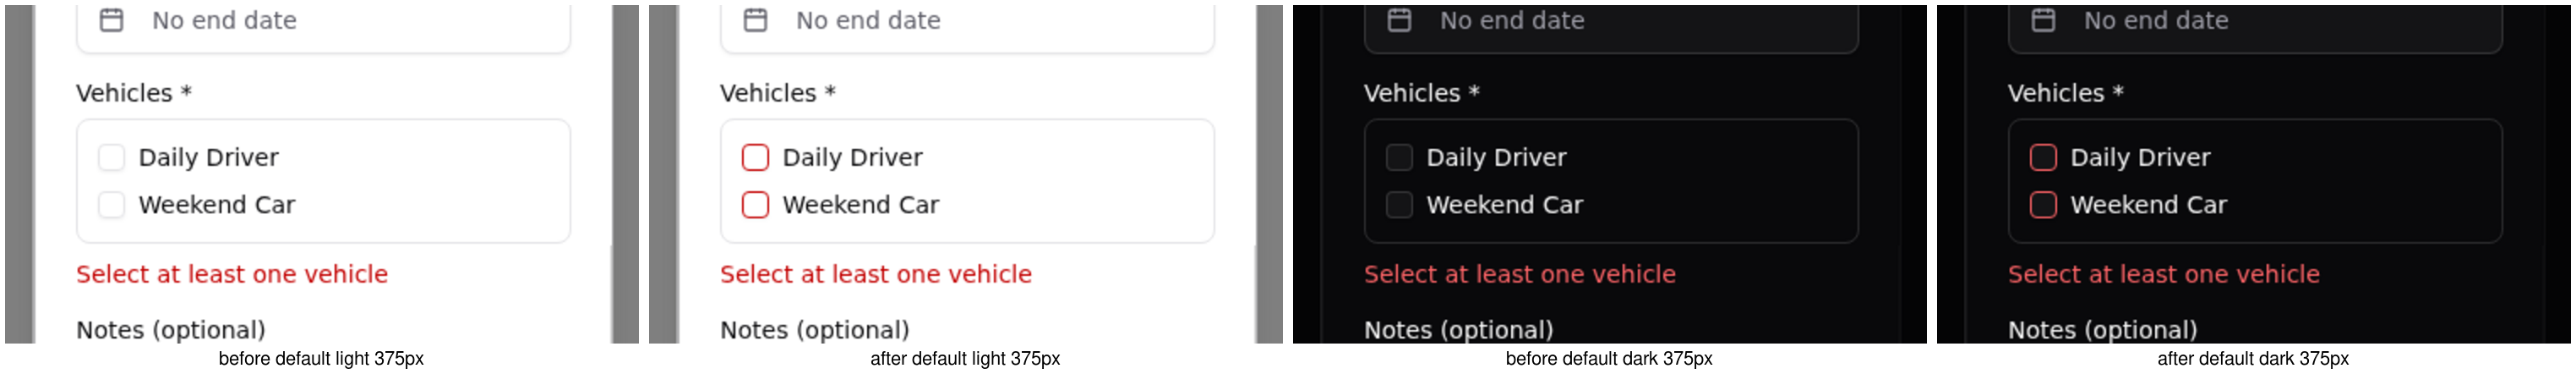 No end date
Vehicles *
Daily Driver
Weekend Car
Select at least one vehicle
Notes (optional)
before default light 375px
No end date
Vehicles *
Daily Driver
Weekend Car
Select at least one vehicle
Notes (optional)
after default light 375px
No end date
Vehicles *
Daily Driver
Weekend Car
Select at least one vehicle
Notes (optional)
before default dark 375px
No end date
Vehicles *
Daily Driver
Weekend Car
Select at least one vehicle
Notes (optional)
after default dark 375px